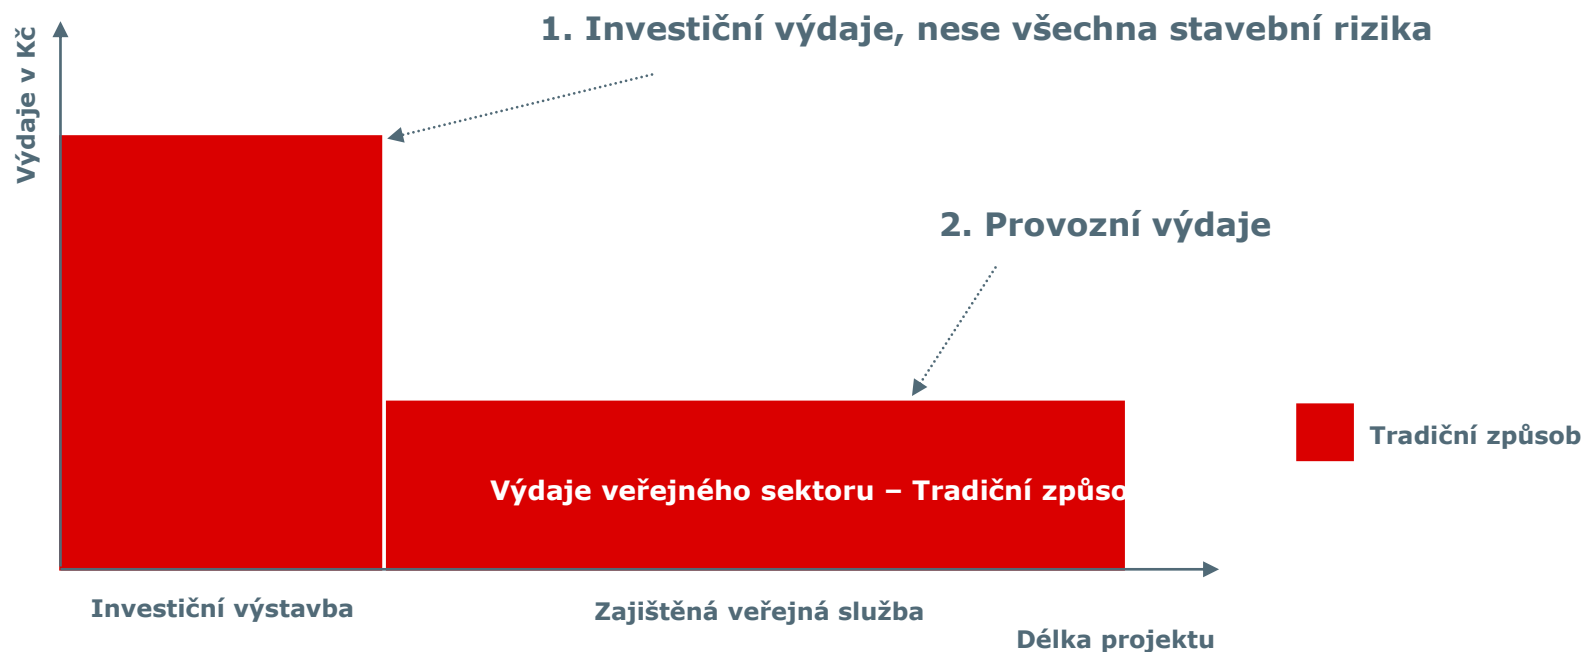 1. Investiční výdaje, nese všechna stavební rizika
Výdaje v Kč
2. Provozní výdaje
Tradiční způsob
Výdaje veřejného sektoru – Tradiční způso
Investiční výstavba
Zajištěná veřejná služba
Délka projektu